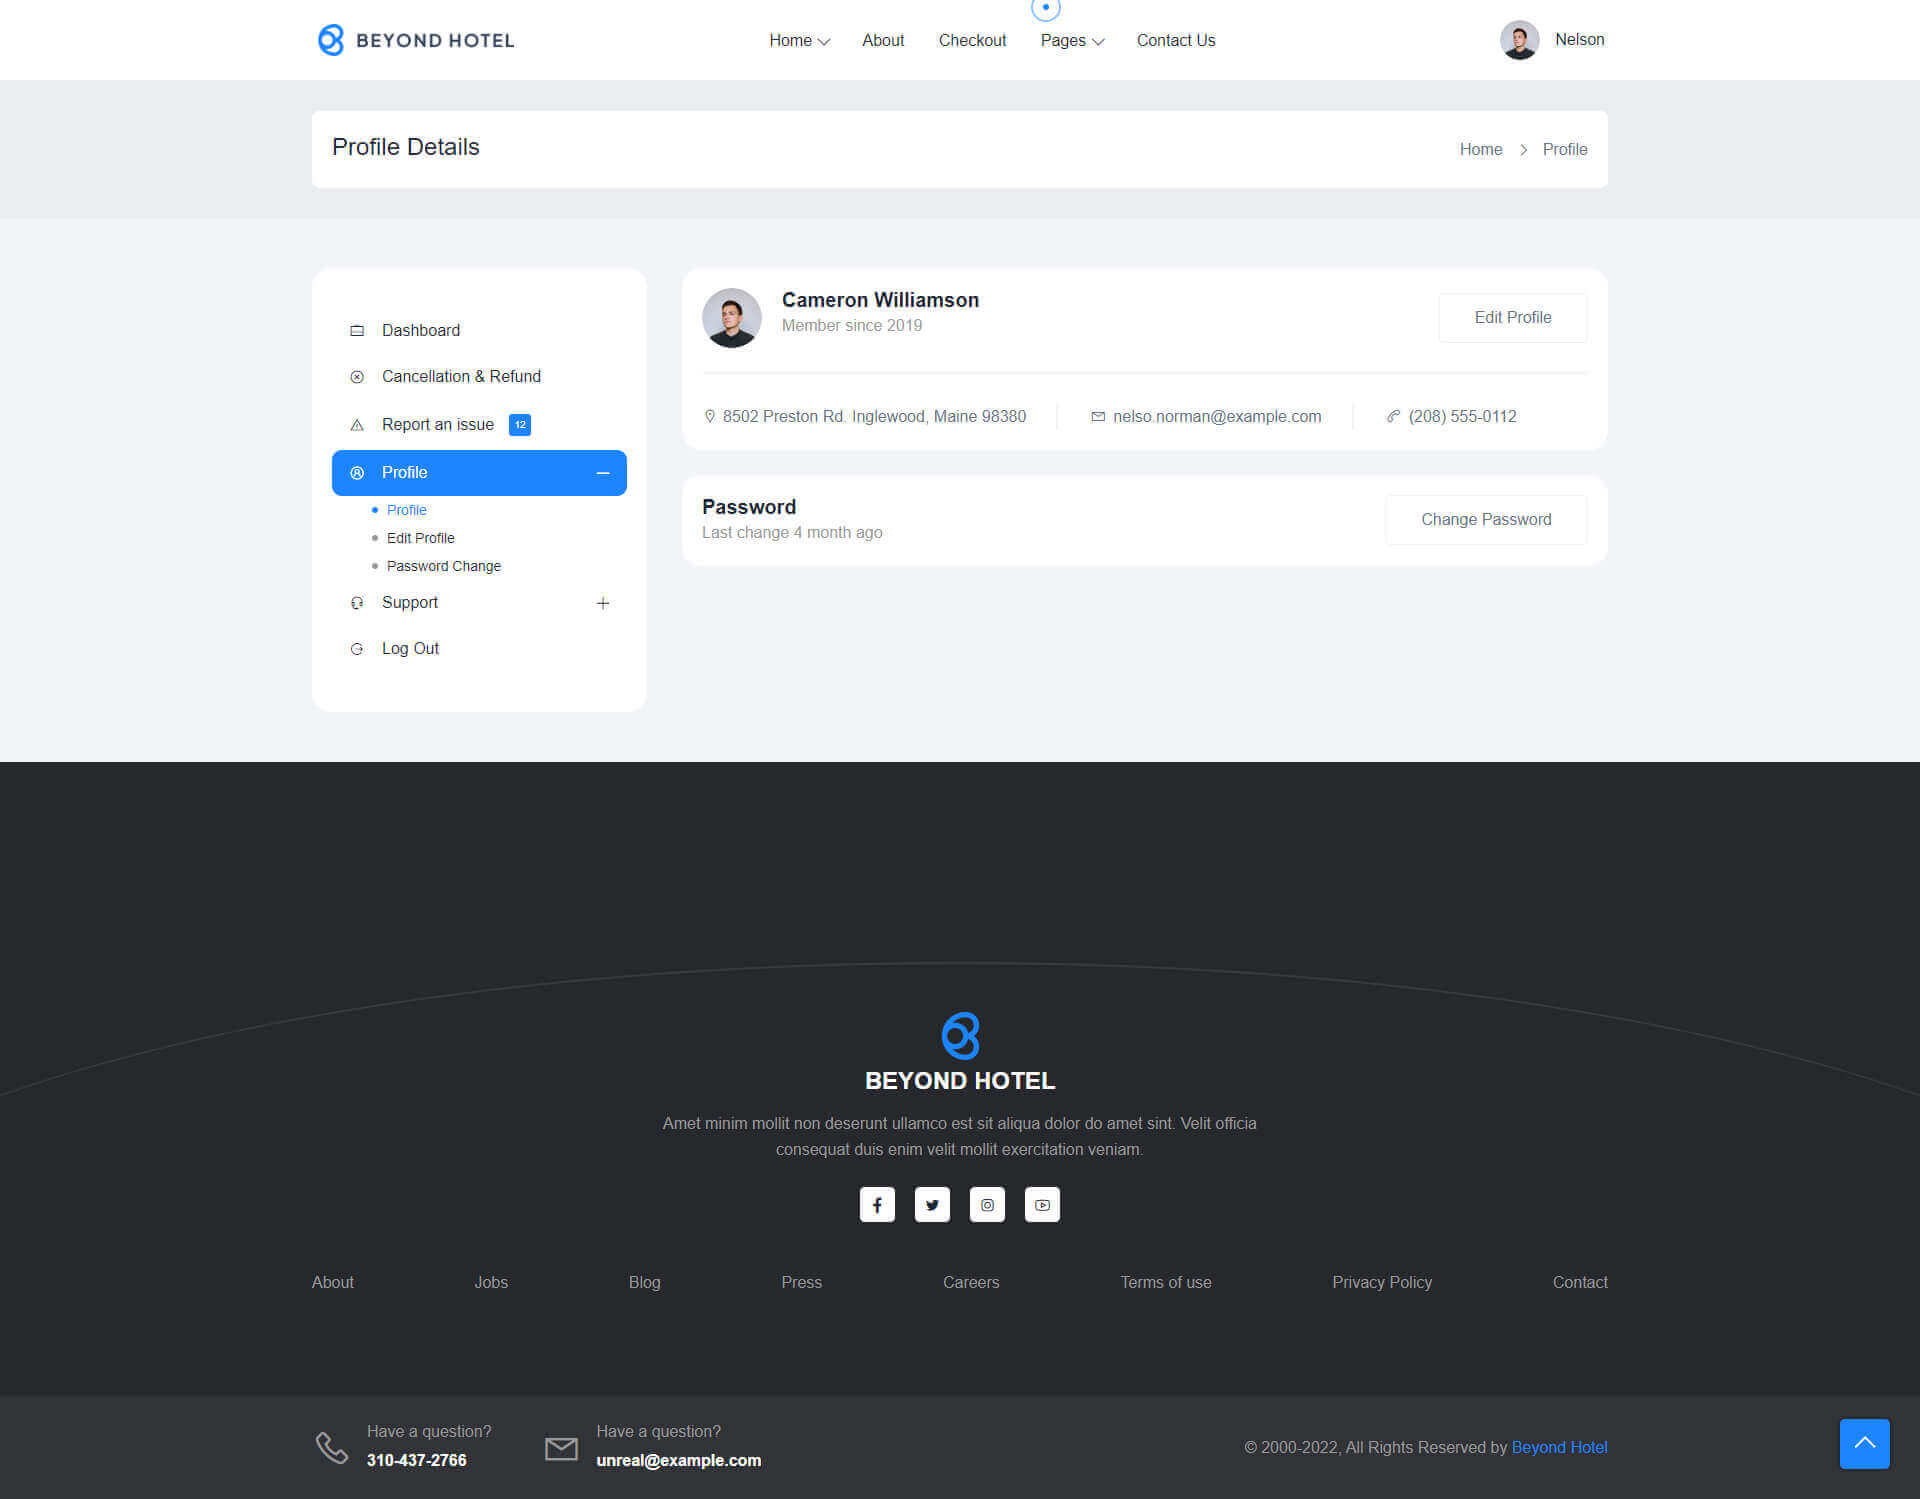 BEYOND HOTEL
Home
About
Checkout
Pages
Contact Us
Nelson
Profile Details
Home
Profile
Dashboard
Cancellation & Refund
Report an issue 12
Profile
Profile
Edit Profile
Password Change
Support
Log Out
Cameron Williamson
Member since 2019
Edit Profile
8502 Preston Rd. Inglewood, Maine 98380
nelso.norman@example.com
(208) 555-0112
Password
Last change 4 month ago
Change Password
BEYOND HOTEL
Amet minim mollit non deserunt ullamco est sit aliqua dolor do amet sint. Velit officia
consequat duis enim velit mollit exercitation veniam.
About
Jobs
Blog
Press
Careers
Terms of use
Privacy Policy
Contact
Have a question?
310-437-2766
Have a question?
unreal@example.com
© 2000-2022, All Rights Reserved by Beyond Hotel